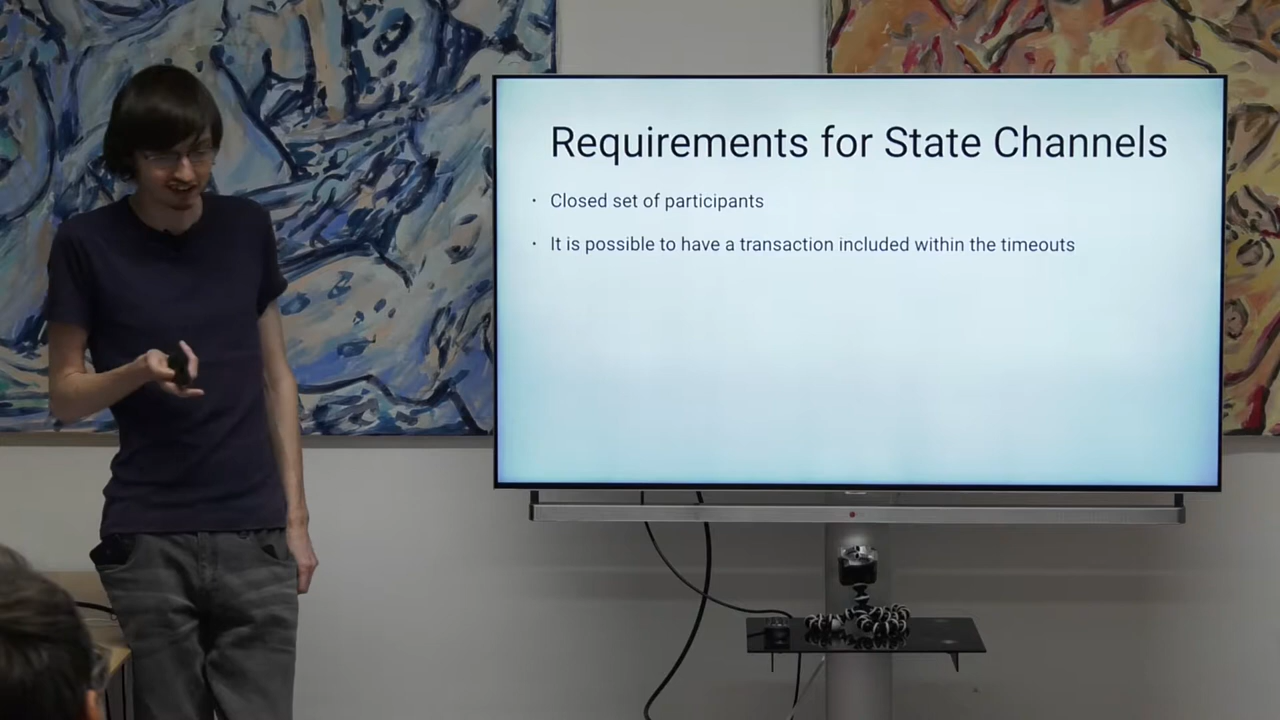 Requirements for State Channels
· Closed set of participants
· It is possible to have a transaction included within the timeouts